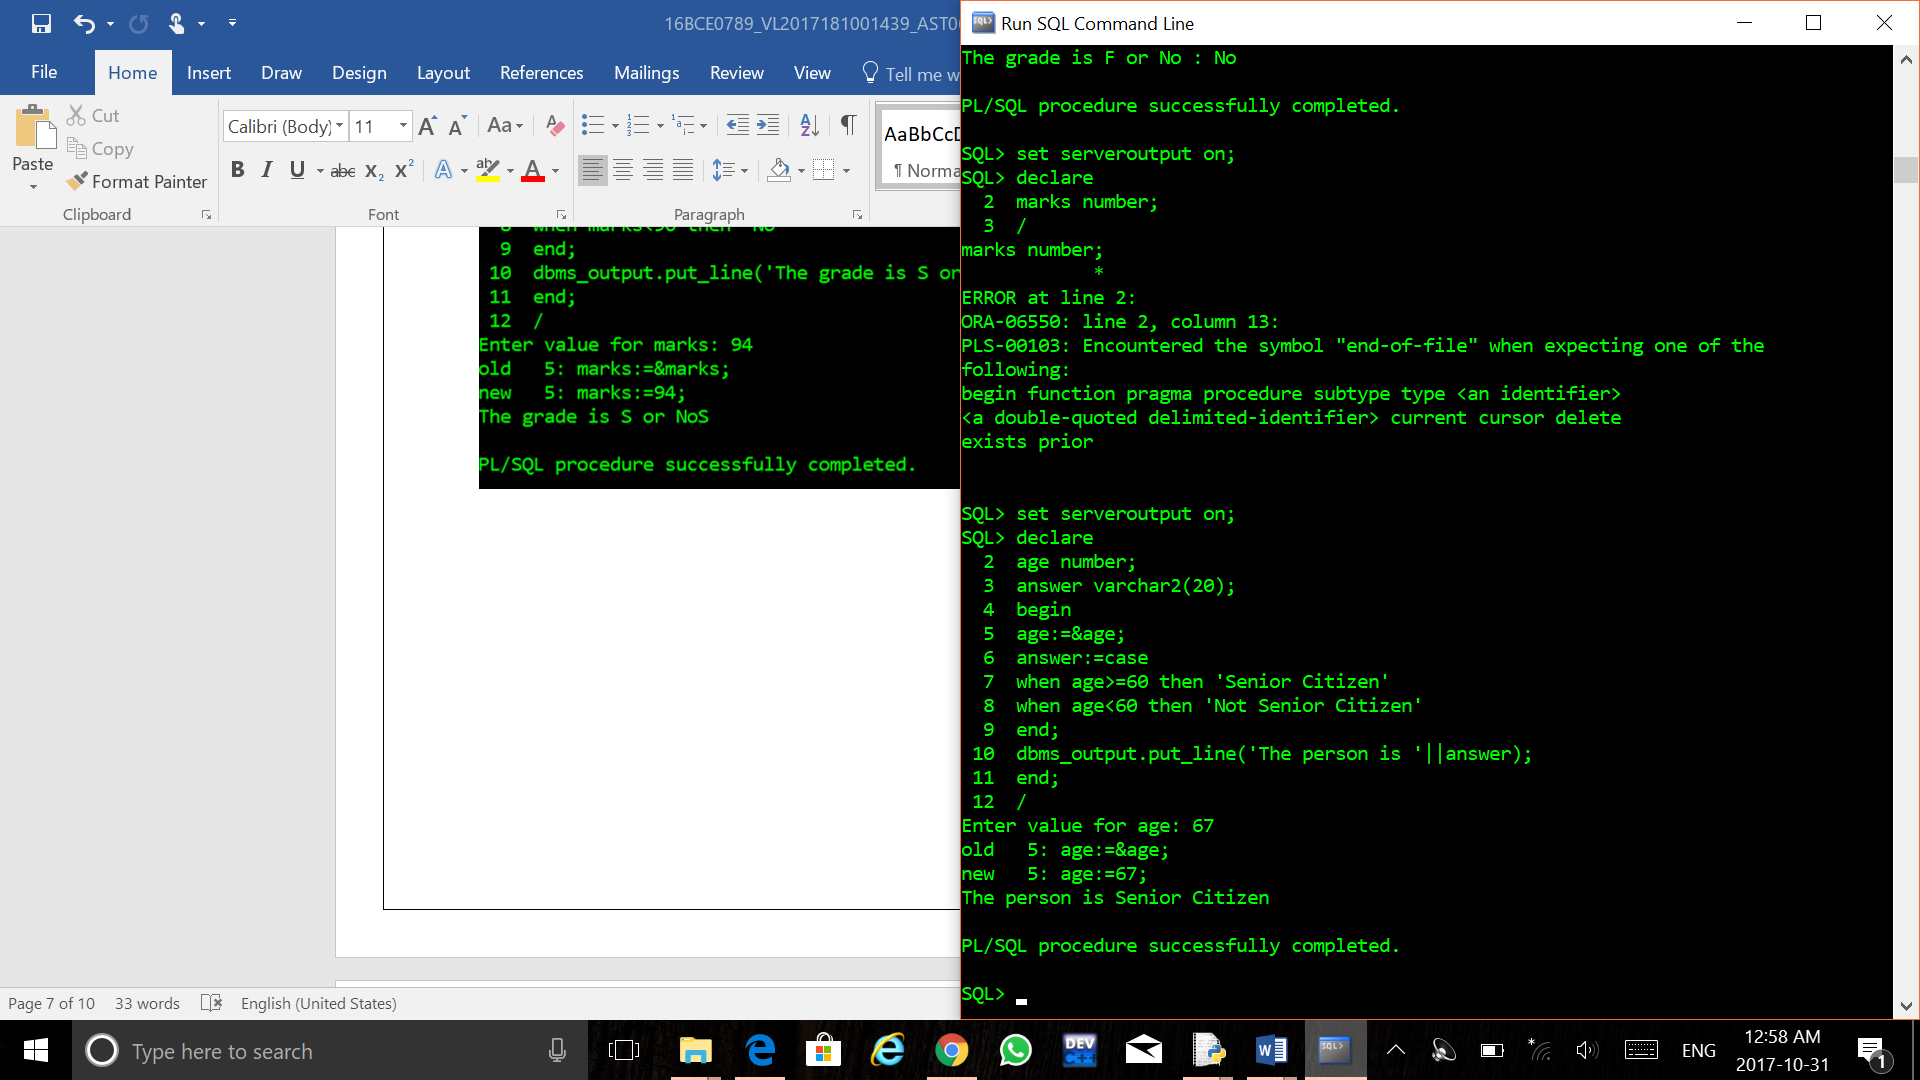 16BCE0789_VL2017181001439_AST0
File Home Insert Draw Design Layout References Mailings Review View Tell me w
Paste
Cut
Copy
Format Painter
Clipboard
Calibri (Body) 11
Font
Paragraph
AaBbCcD
¶ Norma
9 end;
10 dbms_output.put_line('The grade is S or
11 end;
12 /
Enter value for marks: 94
old 5: marks:=&marks;
new 5: marks:=94;
The grade is S or NoS
PL/SQL procedure successfully completed.
Page 7 of 10 33 words English (United States)
Run SQL Command Line
The grade is F or No : No
PL/SQL procedure successfully completed.
SQL> set serveroutput on;
SQL> declare
2 marks number;
3 /
marks number;
*
ERROR at line 2:
ORA-06550: line 2, column 13:
PLS-00103: Encountered the symbol "end-of-file" when expecting one of the
following:
begin function pragma procedure subtype type <an identifier>
<a double-quoted delimited-identifier> current cursor delete
exists prior
SQL> set serveroutput on;
SQL> declare
2 age number;
3 answer varchar2(20);
4 begin
5 age:=&age;
6 answer:=case
7 when age>=60 then 'Senior Citizen'
8 when age<60 then 'Not Senior Citizen'
9 end;
10 dbms_output.put_line('The person is '||answer);
11 end;
12 /
Enter value for age: 67
old 5: age:=&age;
new 5: age:=67;
The person is Senior Citizen
PL/SQL procedure successfully completed.
SQL>
Type here to search
DEV C++
ENG
12:58 AM
2017-10-31
1